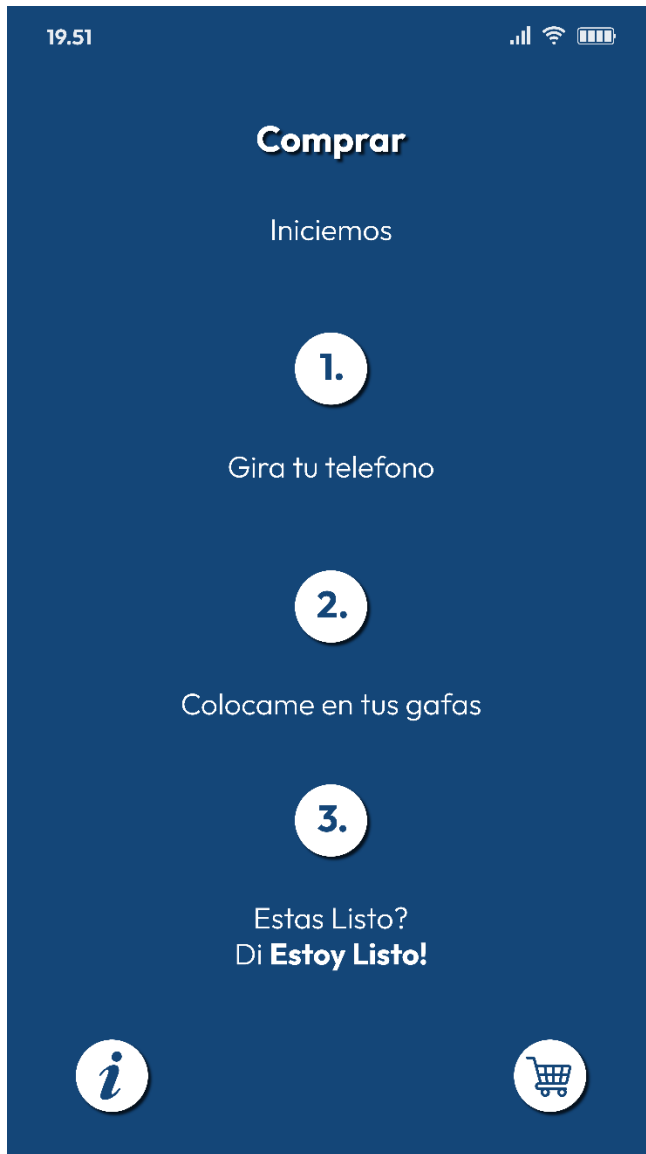 19.51
Comprar
Iniciemos
1.
Gira tu telefono
2.
Colocame en tus gafas
3.
Estas Listo?
Di Estoy Listo!
i